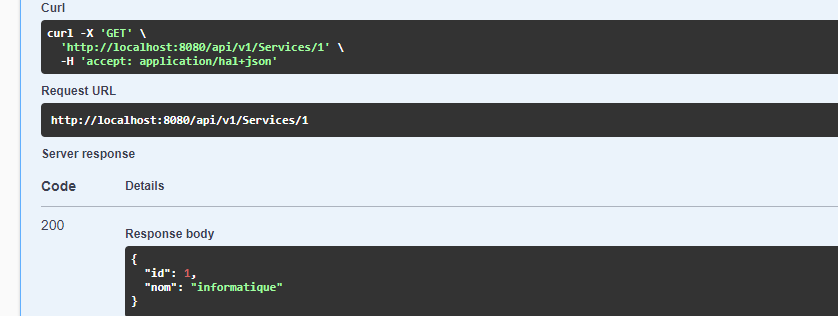 Curl
curl -X 'GET' \
  'http://localhost:8080/api/v1/Services/1' \
  -H 'accept: application/hal+json'
Request URL
http://localhost:8080/api/v1/Services/1
Server response
Code Details
200
Response body
{
  "id": 1,
  "nom": "informatique"
}